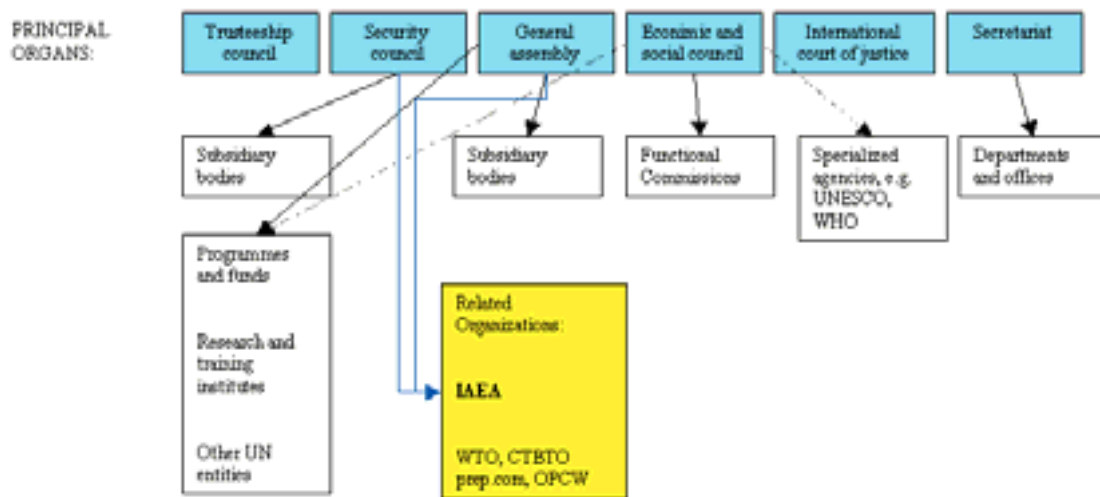 PRINCIPAL
ORGANS:
Trusteeship
council
Security
council
General
assembly
Economic and
social council
International
court of justice
Secretariat
Subsidiary
bodies
Subsidiary
bodies
Functional
Commissions
Specialized
agencies, e.g.
UNESCO,
WHO
Departments
and offices
Programmes
and funds
Research and
training
institutes
Other UN
entities
Related
Organizations:
IAEA
WTO, CTBTO
prep.com, OPCW